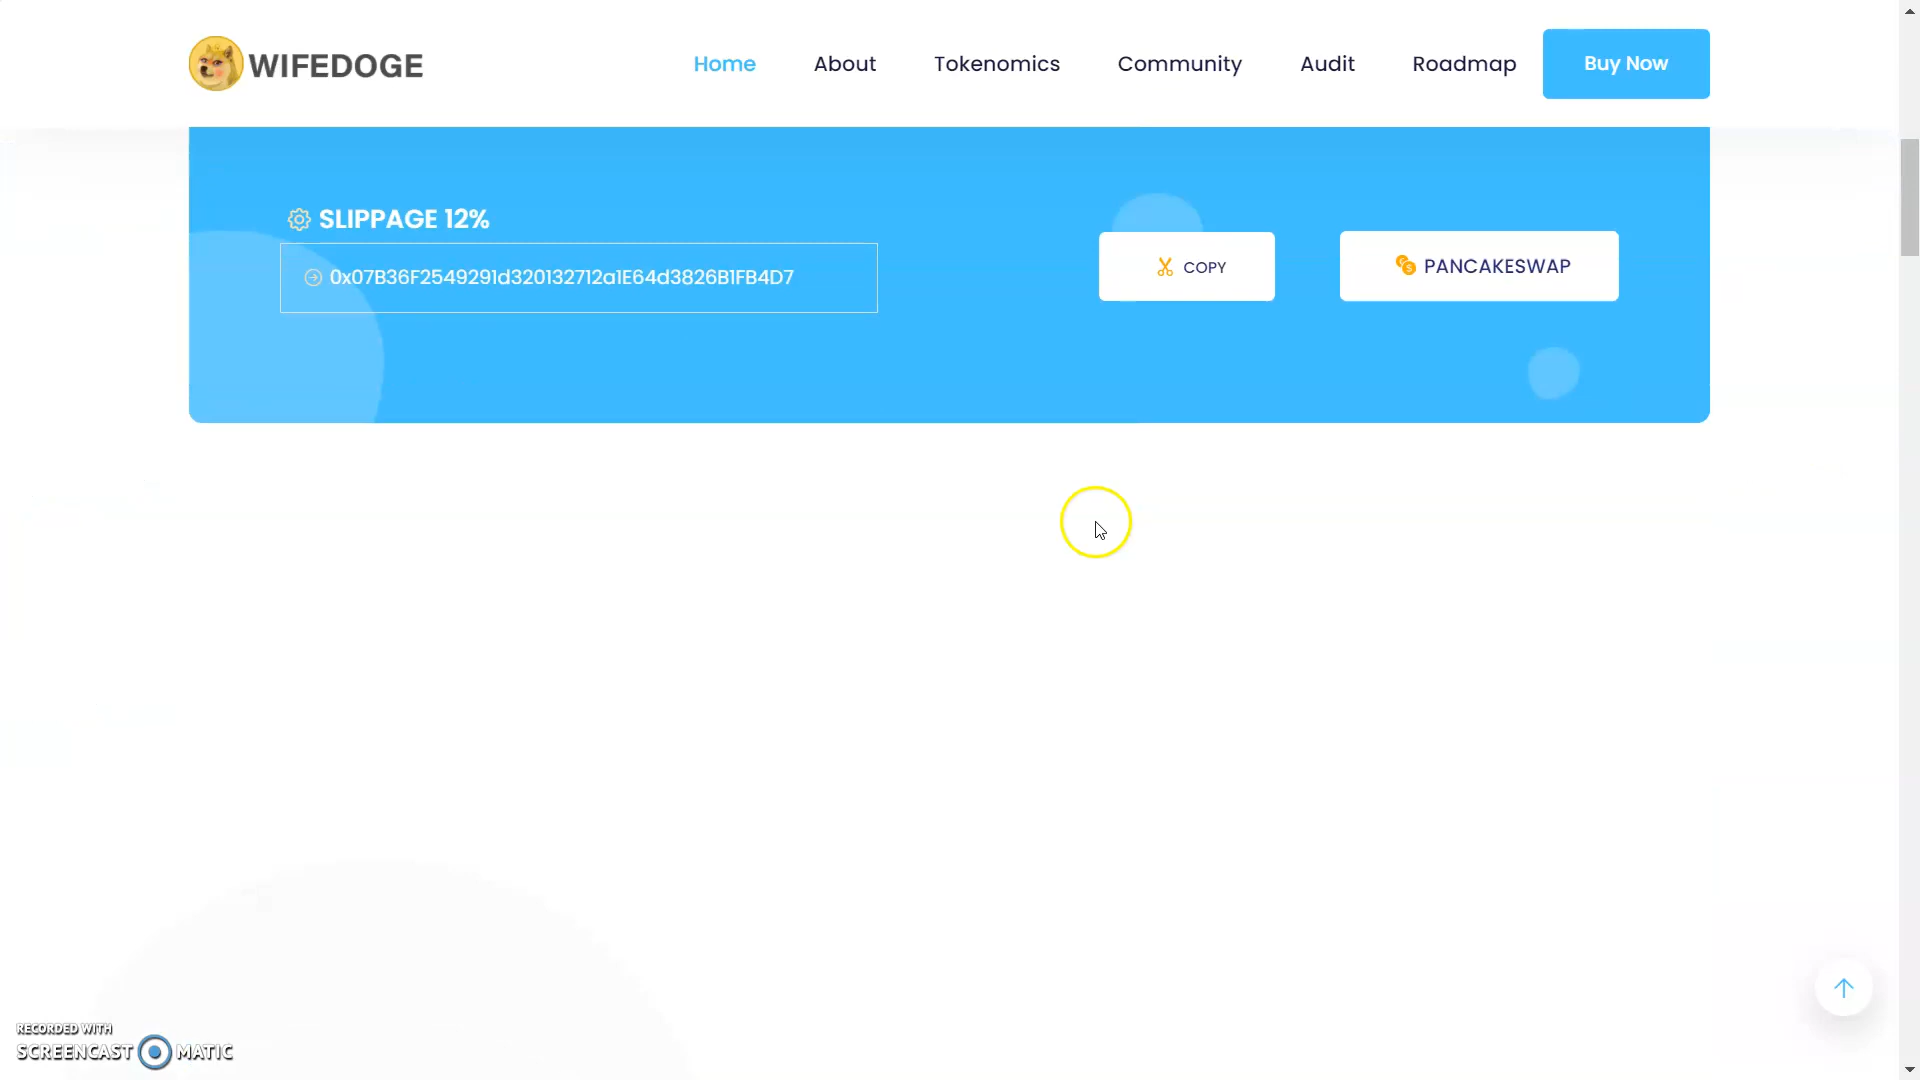 WIFEDOGE
Home About Tokenomics Community Audit Roadmap Buy Now
SLIPPAGE 12%
0x07B36F2549291d320132712a1E64d3826B1FB4D7
COPY
PANCAKESWAP
RECORDED WITH
SCREENCAST MATIC